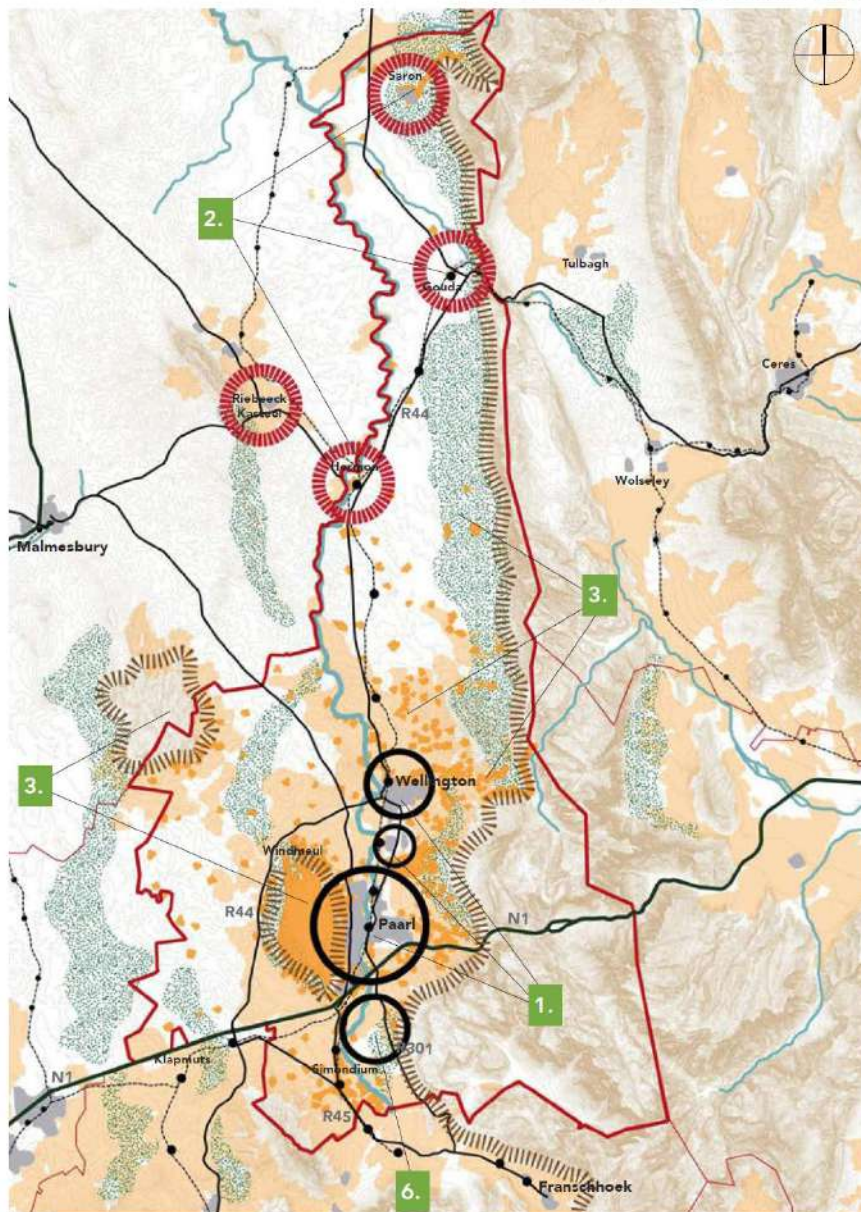 Saron
2.
Gouda
Tulbagh
Ceres
Riebeeck
Kasteel
R44
Hermon
Wolseley
Malmesbury
3.
3.
Wellington
Windmeul
R44
Paarl
N1
1.
R301
Klapmuts
Simondium
N1
R45
6.
Franschhoek